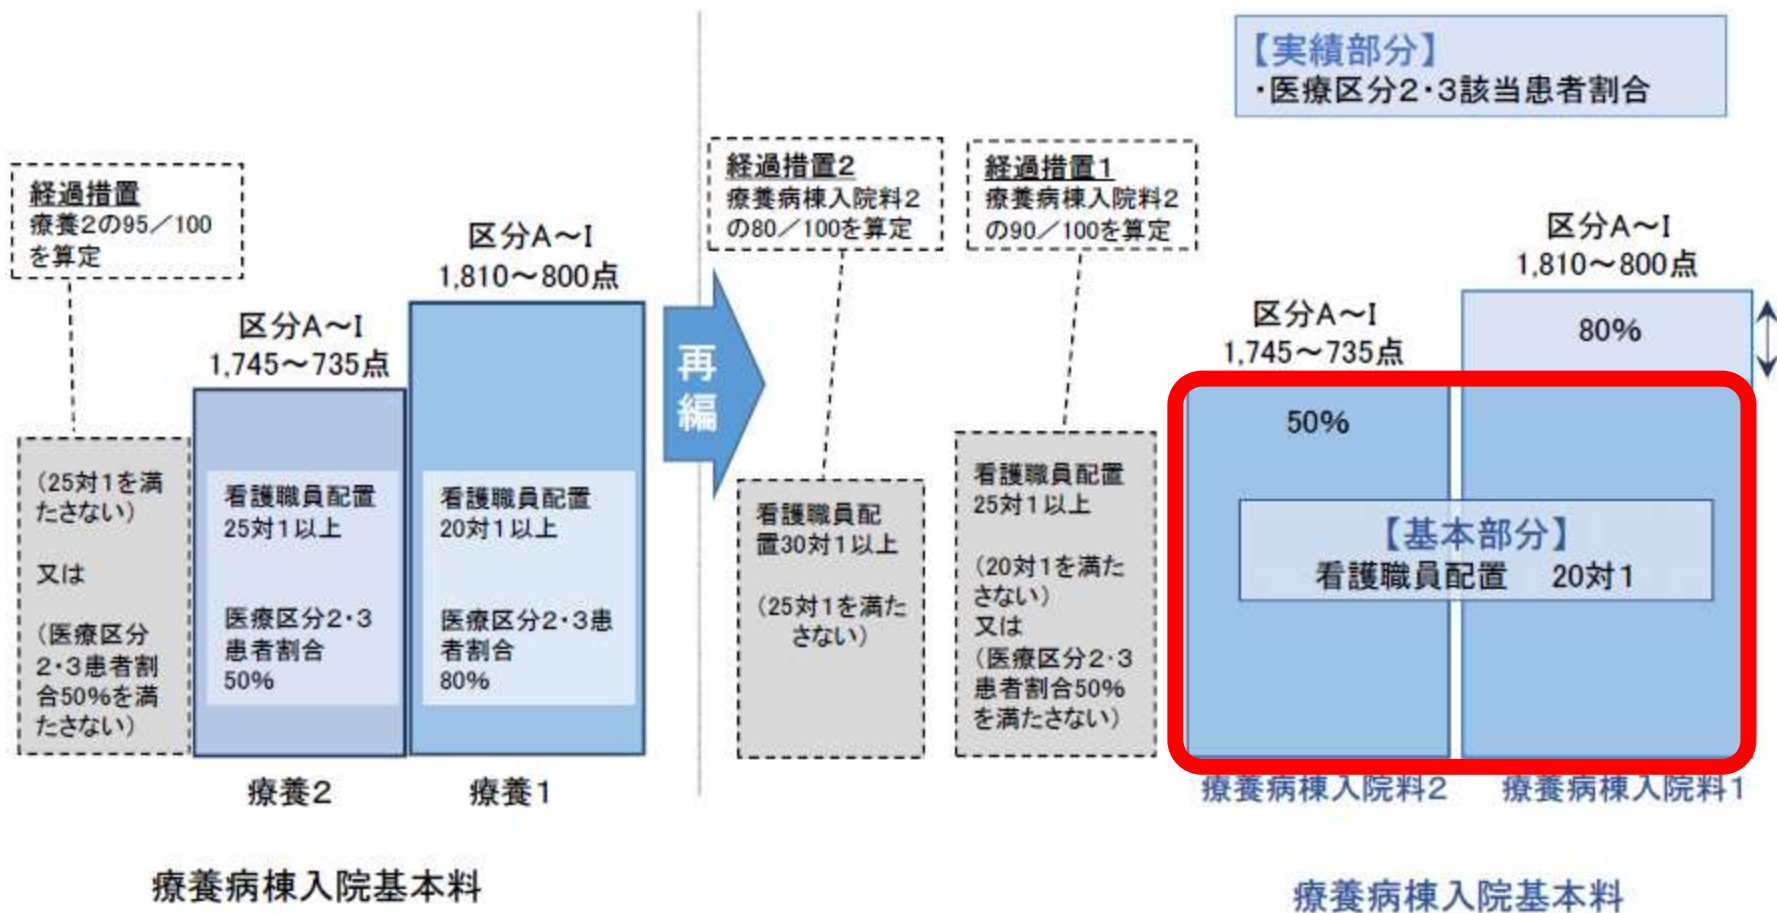 経過措置
療養2の95／100
を算定
区分A～I
1,745～735点
区分A～I
1,810～800点
（25対1を満
たさない）
又は
（医療区分
2・3患者割
合50%を満
たさない）
看護職員配置
25対1以上
医療区分2・3
患者割合
50%
看護職員配置
20対1以上
医療区分2・3患
者割合
80%
療養2
療養1
療養病棟入院基本料
再
編
【実績部分】
・医療区分2・3該当患者割合
経過措置2
療養病棟入院料2
の80／100を算定
経過措置1
療養病棟入院料2
の90／100を算定
区分A～I
1,745～735点
区分A～I
1,810～800点
看護職員配
置30対1以上
（25対1を満た
さない）
看護職員配置
25対1以上
（20対1を満た
さない）
又は
（医療区分2・3
患者割合50%
を満たさない）
50%
80%
【基本部分】
看護職員配置　20対1
療養病棟入院料2
療養病棟入院料1
療養病棟入院基本料